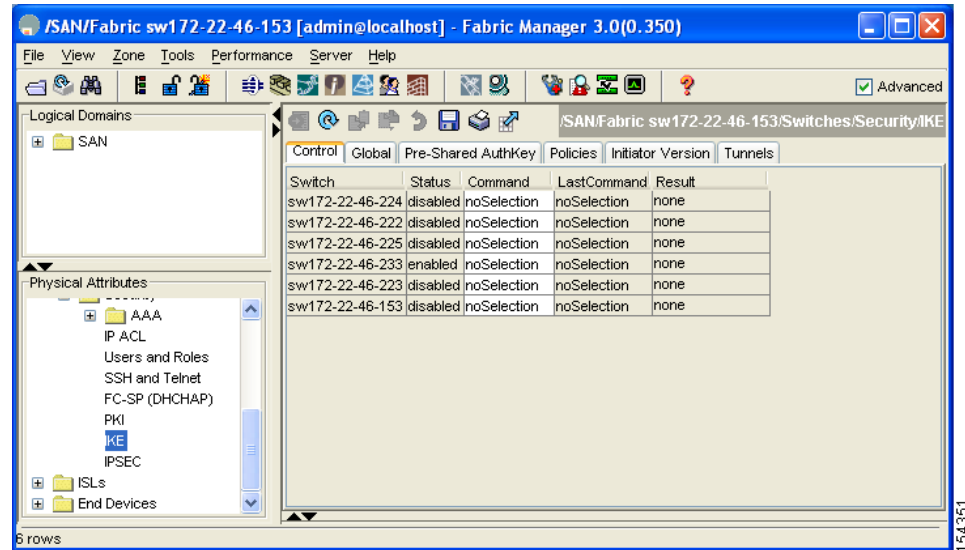 /SAN/Fabric sw172-22-46-153 [admin@localhost] - Fabric Manager 3.0(0.350)
File View Zone Tools Performance Server Help
Advanced
Logical Domains
SAN
/SAN/Fabric sw172-22-46-153/Switches/Security/IKE
Control Global Pre-Shared AuthKey Policies Initiator Version Tunnels
Switch Status Command LastCommand Result
sw172-22-46-224 disabled noSelection noSelection none
sw172-22-46-222 disabled noSelection noSelection none
sw172-22-46-225 disabled noSelection noSelection none
sw172-22-46-233 enabled noSelection noSelection none
sw172-22-46-223 disabled noSelection noSelection none
sw172-22-46-153 disabled noSelection noSelection none
Physical Attributes
Security
AAA
IP ACL
Users and Roles
SSH and Telnet
FC-SP (DHCHAP)
PKI
IKE
IPSEC
ISLs
End Devices
6 rows
154351